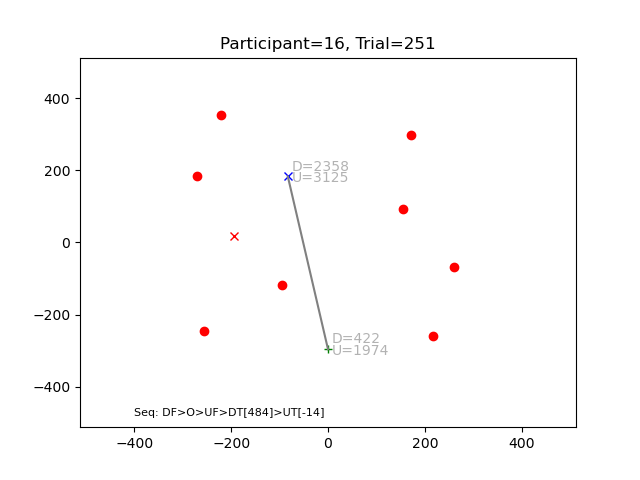 Participant=16, Trial=251
400
200
0
−200
−400
D=2358
U=3125
D=422
U=1974
Seq: DF>O>UF>DT[484]>UT[-14]
−400
−200
0
200
400